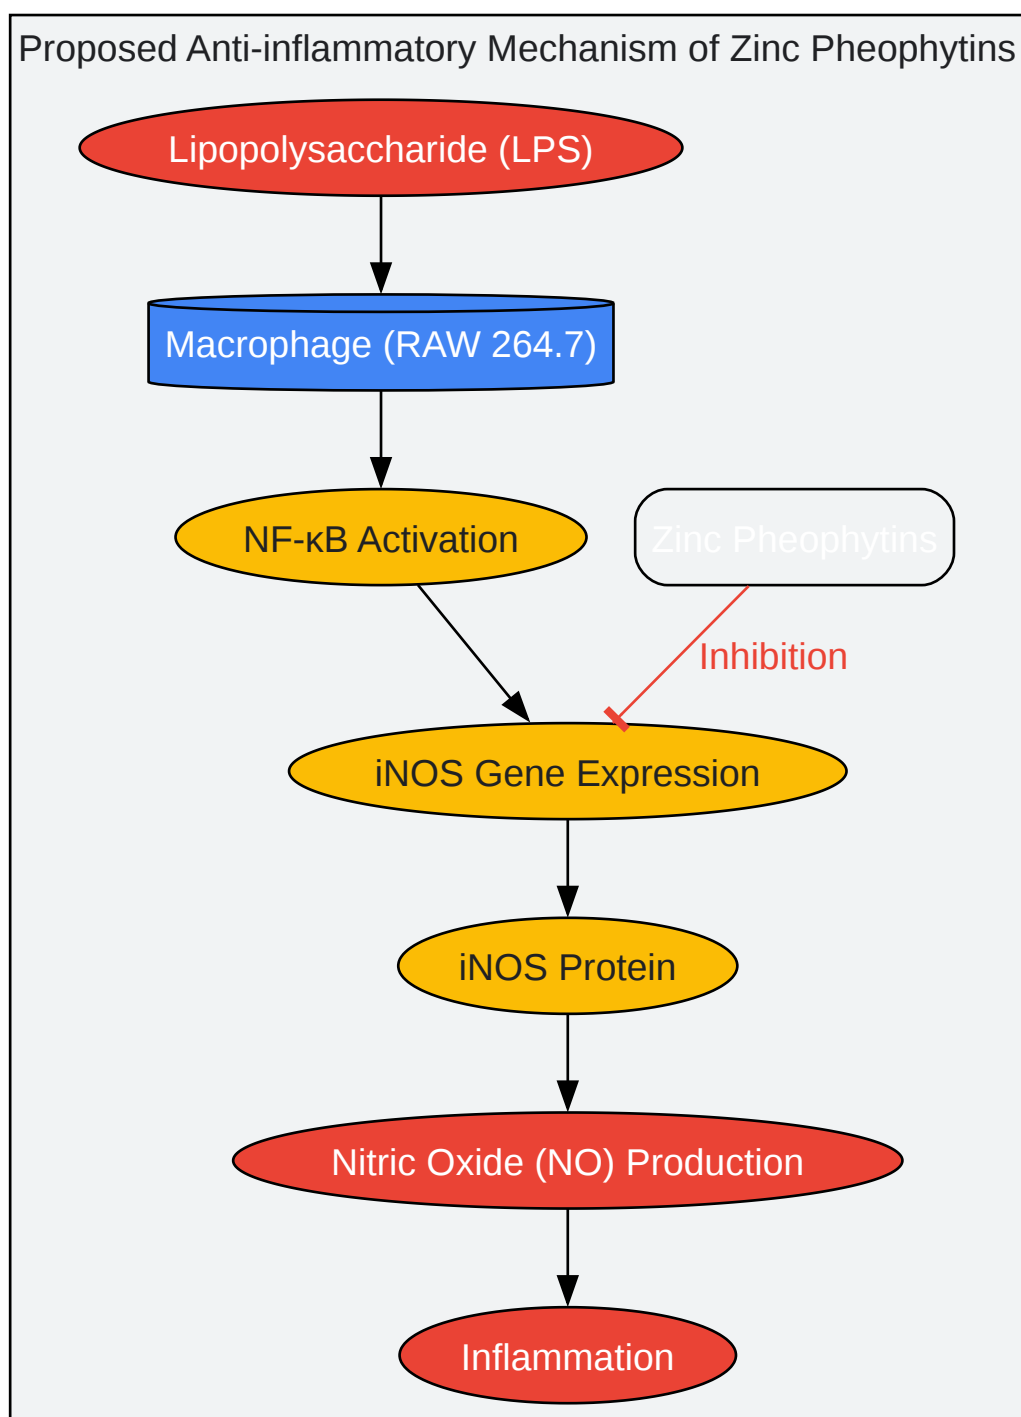 Proposed Anti-inflammatory Mechanism of Zinc Pheophytins
Lipopolysaccharide (LPS)
Macrophage (RAW 264.7)
NF-κB Activation
Zinc Pheophytins
Inhibition
iNOS Gene Expression
iNOS Protein
Nitric Oxide (NO) Production
Inflammation